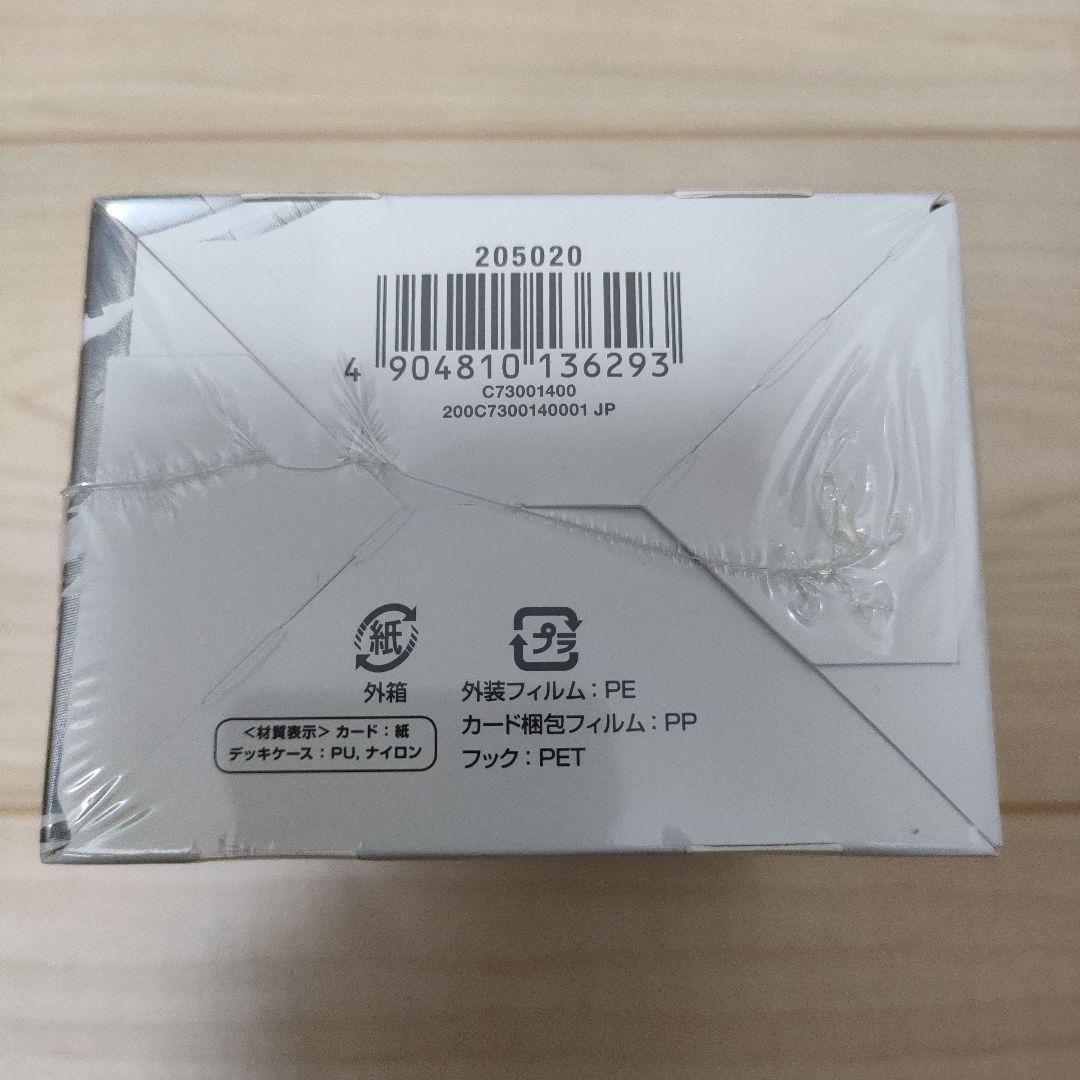 205020
4 904810 136293
C73001400
200C7300140001 JP
紙
プラ
外箱
外装フィルム：PE
<材質表示> カード：紙
カード梱包フィルム：PP
デッキケース：PU, ナイロン
フック：PET